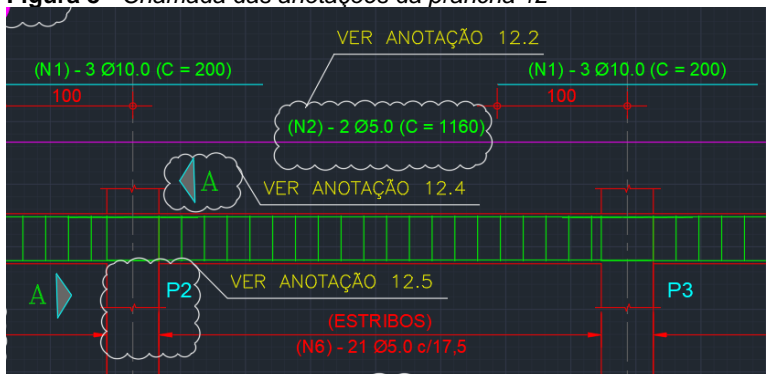 Figura 8 - Chamada das anotações da prancha 12
VER ANOTAÇÃO 12.2
(N1) - 3 Ø10.0 (C = 200)
(N1) - 3 Ø10.0 (C = 200)
100
100
(N2) - 2 Ø5.0 (C = 1160)
A
VER ANOTAÇÃO 12.4
VER ANOTAÇÃO 12.5
A
P2
P3
(ESTRIBOS)
(N6) - 21 Ø5.0 c/17,5